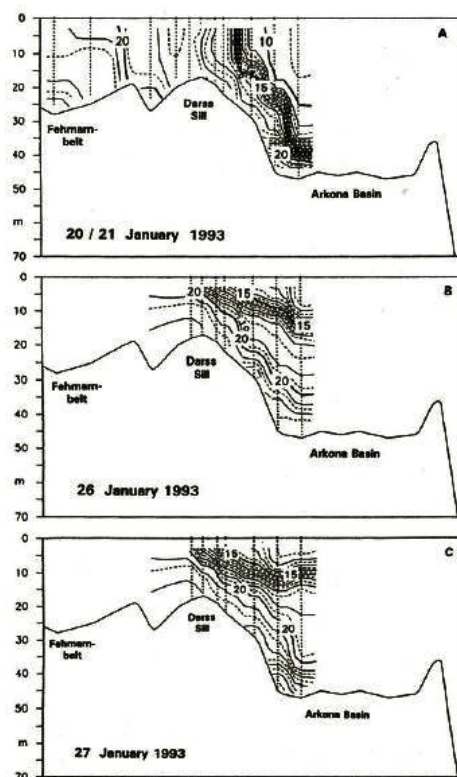 0
10
20
30
40
50
m
70
A
20
10
15
20
Fehmarn-
belt
Darss
Sill
Arkona Basin
20 / 21 January 1993
0
10
20
30
40
50
m
70
B
20
15
15
20
20
Fehmarn-
belt
Darss
Sill
Arkona Basin
26 January 1993
0
10
20
30
40
50
m
70
C
15
15
20
20
Fehmarn-
belt
Darss
Sill
Arkona Basin
27 January 1993